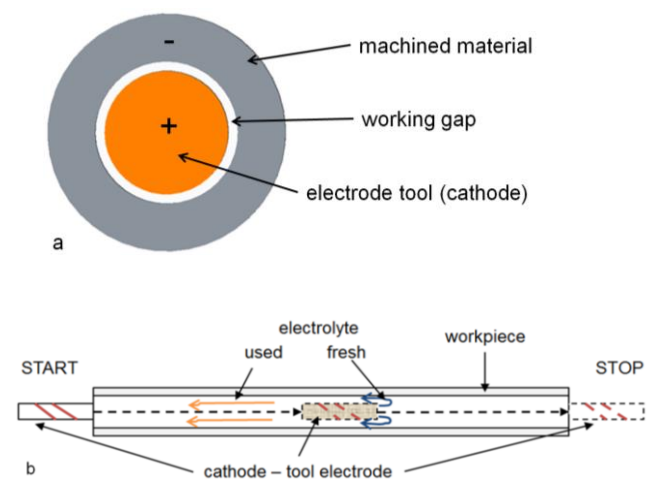 -
machined material
+
working gap
electrode tool (cathode)
a
electrolyte
used fresh
workpiece
START
STOP
b
cathode – tool electrode